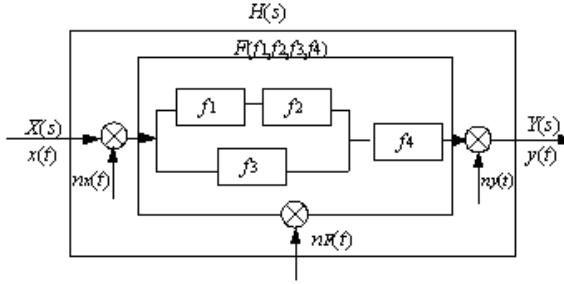 H(s)
F(f1,f2,f3,f4)
X(s)
x(t)
nx(t)
f1
f2
f3
f4
Y(s)
y(t)
ny(t)
nF(t)